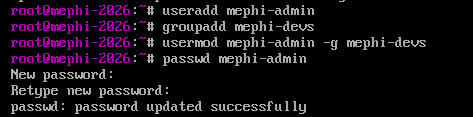 root@mephi-2026:~# useradd mephi-admin
root@mephi-2026:~# groupadd mephi-devs
root@mephi-2026:~# usermod mephi-admin -g mephi-devs
root@mephi-2026:~# passwd mephi-admin
New password:
Retype new password:
passwd: password updated successfully